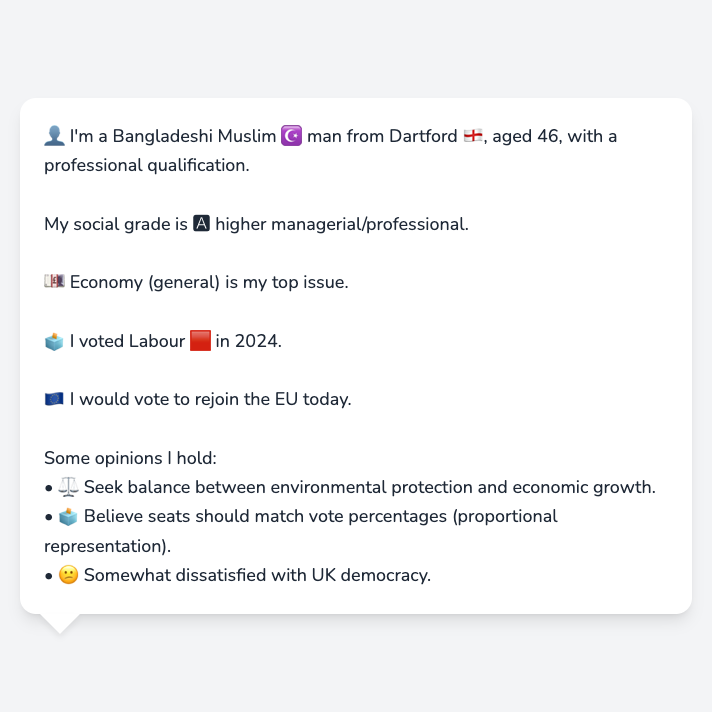 👤 I'm a Bangladeshi Muslim ☪️ man from Dartford 🏴󠁧󠁢󠁥󠁮󠁧󠁿, aged 46, with a
professional qualification.
My social grade is 🅰 higher managerial/professional.
💷 Economy (general) is my top issue.
🗳️ I voted Labour 🟥 in 2024.
🇪🇺 I would vote to rejoin the EU today.
Some opinions I hold:
• ⚖️ Seek balance between environmental protection and economic growth.
• 🗳️ Believe seats should match vote percentages (proportional
representation).
• 😕 Somewhat dissatisfied with UK democracy.